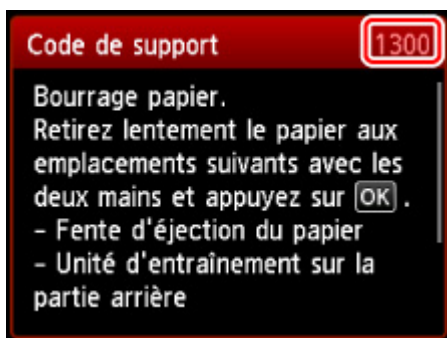 Code de support 1300
Bourrage papier.
Retirez lentement le papier aux
emplacements suivants avec les
deux mains et appuyez sur OK .
– Fente d'éjection du papier
– Unité d'entraînement sur la
partie arrière